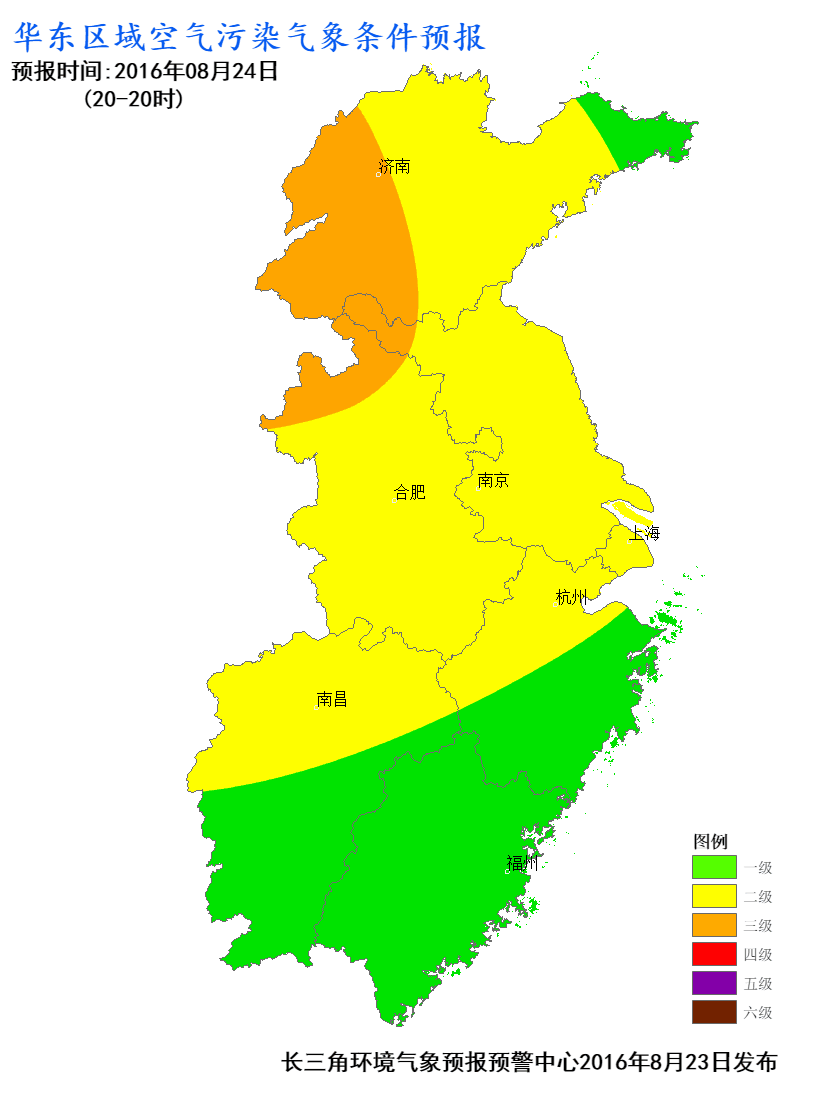 华东区域空气污染气象条件预报
预报时间:2016年08月24日
(20-20时)
济南
合肥
南京
上海
杭州
南昌
福州
图例
一级
二级
三级
四级
五级
六级
长三角环境气象预报预警中心2016年8月23日发布